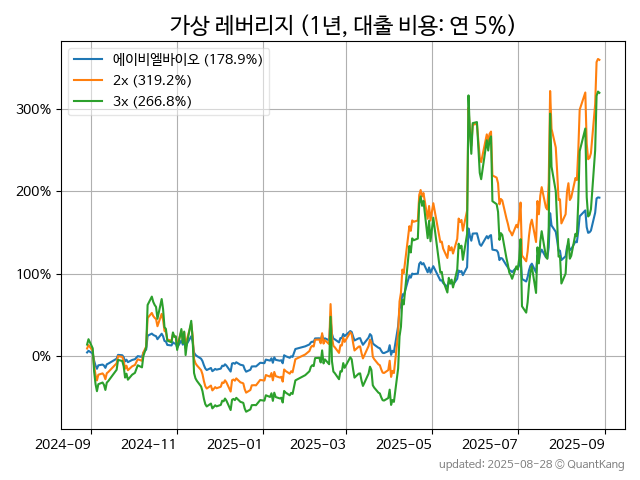 가상 레버리지 (1년, 대출 비용: 연 5%)
에이비엘바이오 (178.9%)
2x (319.2%)
3x (266.8%)
300%
200%
100%
0%
2024-09
2024-11
2025-01
2025-03
2025-05
2025-07
2025-09
updated: 2025-08-28 © QuantKang